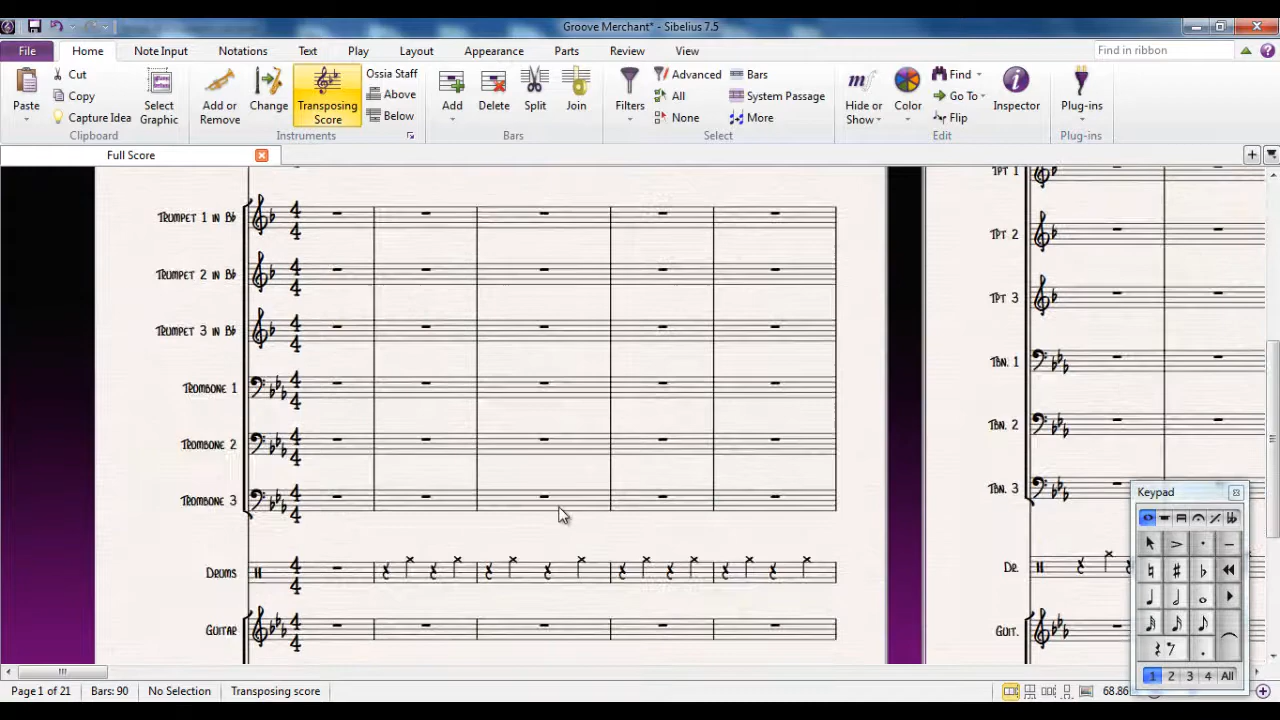 Groove Merchant* - Sibelius 7.5
File Home Note Input Notations Text Play Layout Appearance Parts Review View Find in ribbon
Cut Ossia Staff Advanced Bars Find
Copy Above All System Passage Go To
Capture Idea Below None More Flip
Paste Select Graphic Add or Remove Change Transposing Score Add Delete Split Join Filters Hide or Show Color Inspector Plug-ins
Clipboard Instruments Bars Select Edit Plug-ins
Full Score
Trumpet 1 in B♭
Trumpet 2 in B♭
Trumpet 3 in B♭
Trombone 1
Trombone 2
Trombone 3
Drums
Guitar
Tpt 1
Tpt 2
Tpt 3
Tbn. 1
Tbn. 2
Tbn. 3
Dr.
Guit.
Keypad
1 2 3 4 All
Page 1 of 21 Bars: 90 No Selection Transposing score 68.86